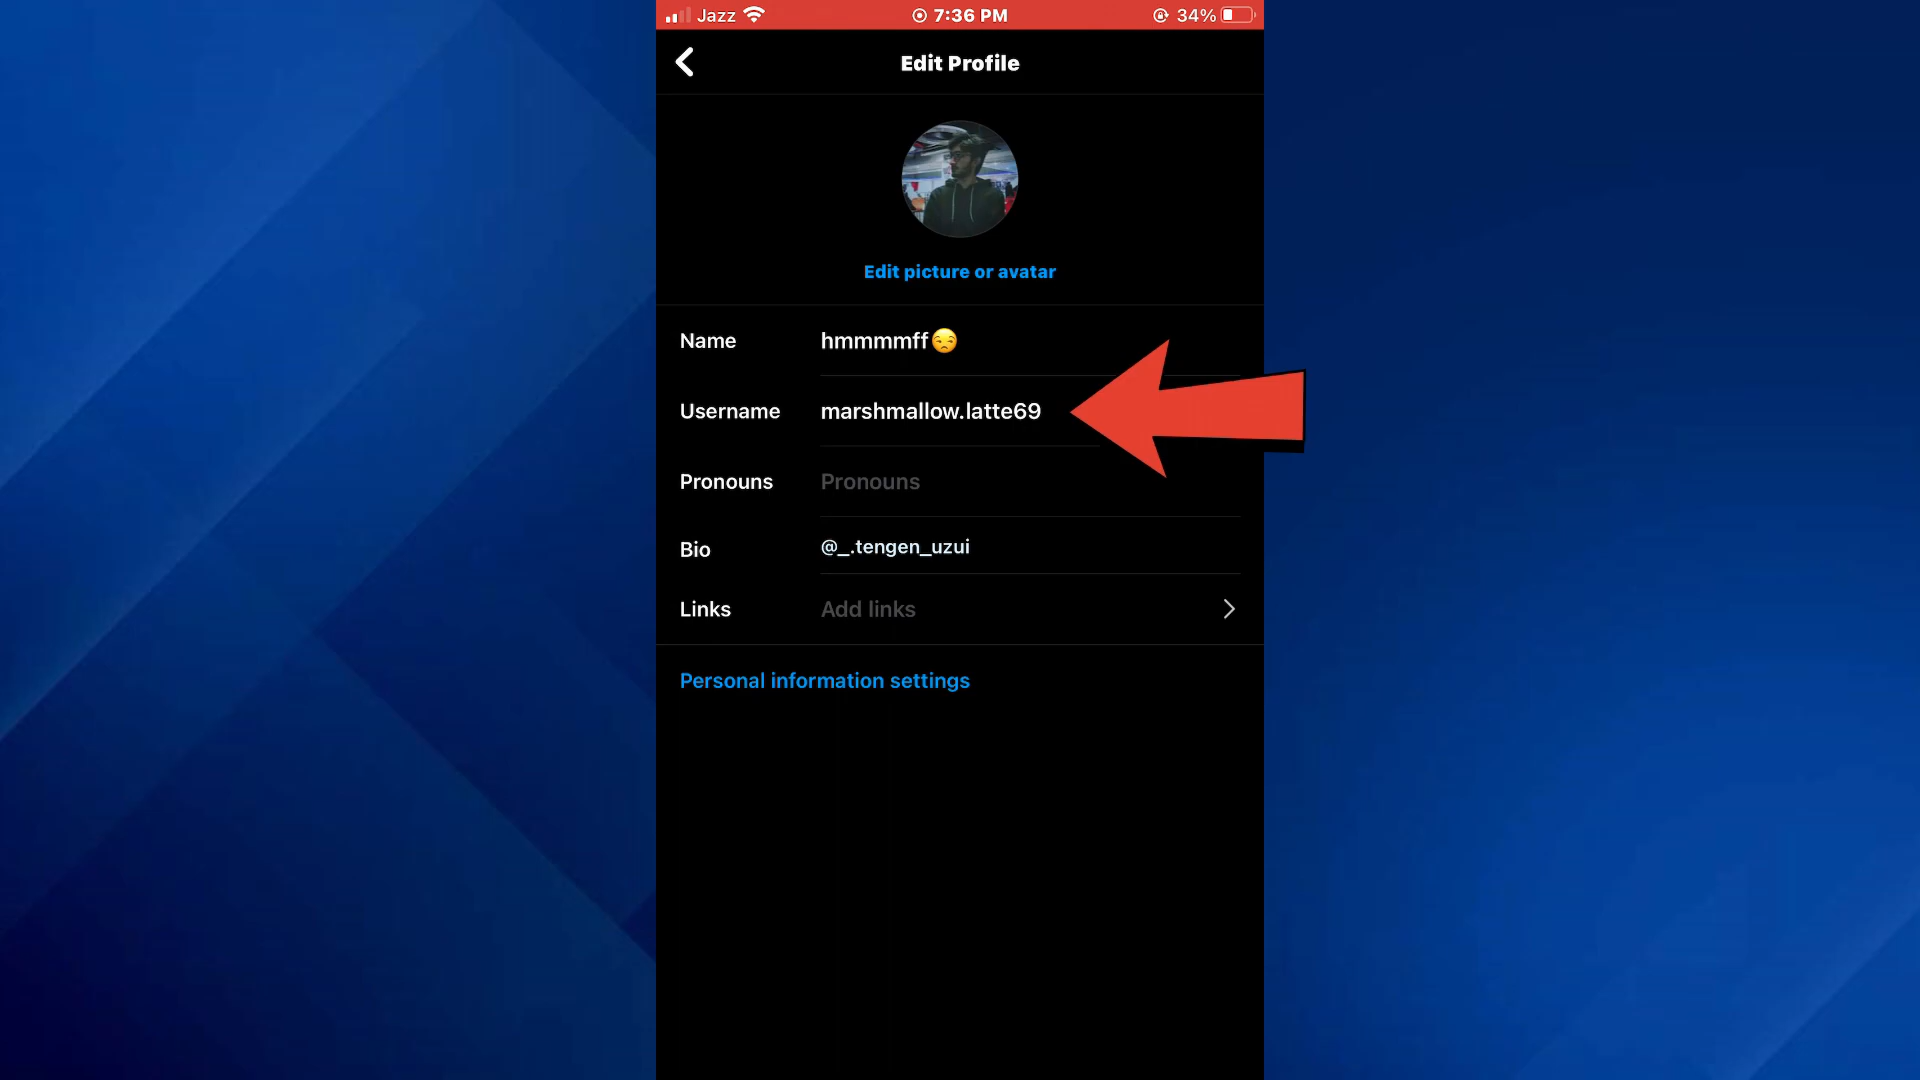 Jazz 7:36 PM 34%
Edit Profile
Edit picture or avatar
Name hmmmmff😒
Username marshmallow.latte69
Pronouns Pronouns
Bio @_.tengen_uzui
Links Add links
Personal information settings